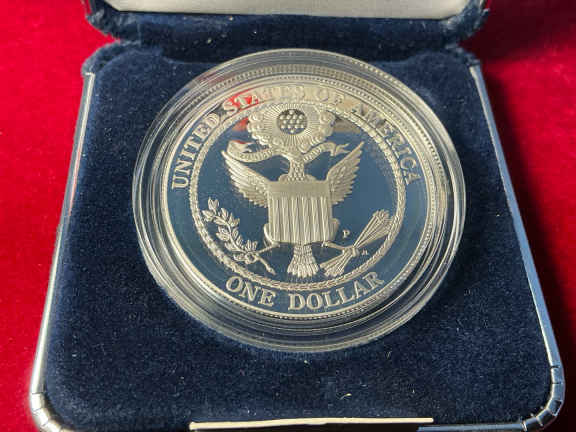 UNITED STATES OF AMERICA
P
ONE DOLLAR